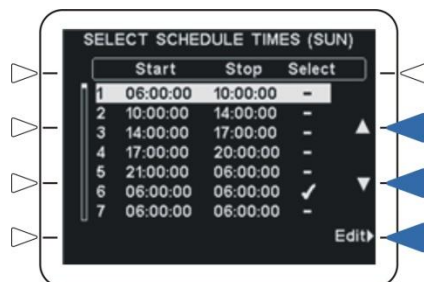 SELECT SCHEDULE TIMES (SUN)
Start Stop Select
1 06:00:00 10:00:00 -
2 10:00:00 14:00:00 -
3 14:00:00 17:00:00 -
4 17:00:00 20:00:00 -
5 21:00:00 06:00:00 -
6 06:00:00 06:00:00 ✓
7 06:00:00 06:00:00 -
Edit